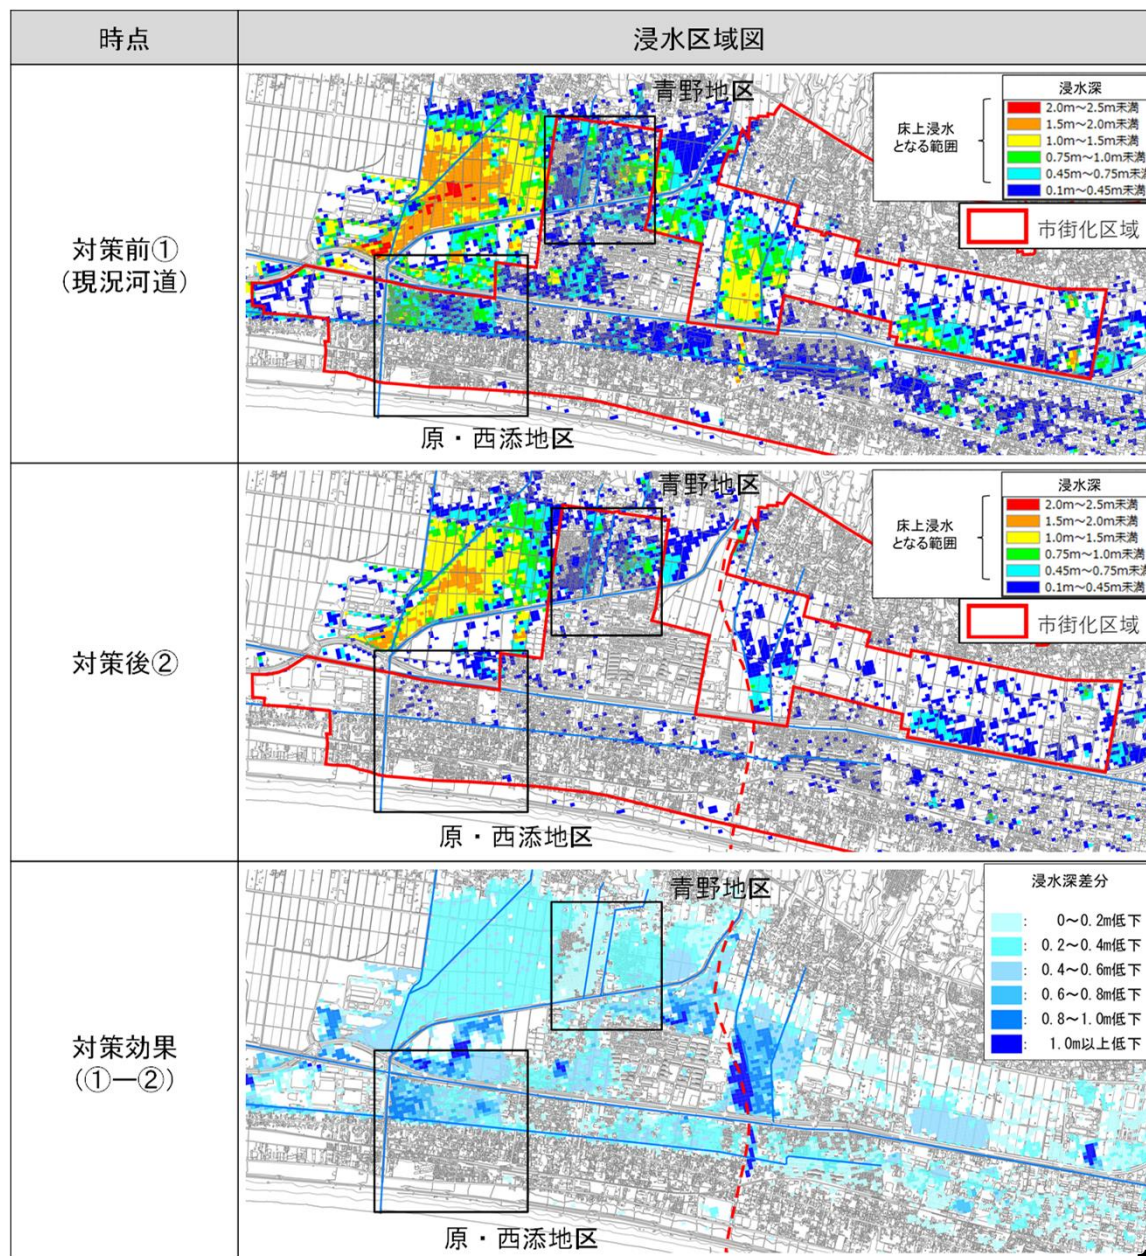 時点
浸水区域図
対策前①
(現況河道)
青野地区
床上浸水
となる範囲
浸水深
2.0m～2.5m未満
1.5m～2.0m未満
1.0m～1.5m未満
0.75m～1.0m未満
0.45m～0.75m未満
0.1m～0.45m未満
市街化区域
原・西添地区
対策後②
青野地区
床上浸水
となる範囲
浸水深
2.0m～2.5m未満
1.5m～2.0m未満
1.0m～1.5m未満
0.75m～1.0m未満
0.45m～0.75m未満
0.1m～0.45m未満
市街化区域
原・西添地区
対策効果
(①―②)
青野地区
浸水深差分
: 0～0.2m低下
: 0.2～0.4m低下
: 0.4～0.6m低下
: 0.6～0.8m低下
: 0.8～1.0m低下
: 1.0m以上低下
原・西添地区